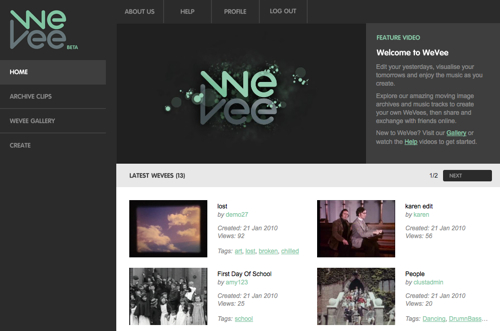 We
Vee
BETA
ABOUT US
HELP
PROFILE
LOG OUT
HOME
ARCHIVE CLIPS
WEVEE GALLERY
CREATE
We
Vee
FEATURE VIDEO
Welcome to WeVee
Edit your yesterdays, visualise your
tomorrows and enjoy the music as you
create.
Explore our amazing moving image
archives and music tracks to create
your own WeVees, then share and
exchange with friends online.
New to WeVee? Visit our Gallery or
watch the Help videos to get started.
LATEST WEVEES (13)
1/2
NEXT
lost
by demo27
Created: 21 Jan 2010
Views: 92
Tags: art, lost, broken, chilled
karen edit
by karen
Created: 21 Jan 2010
Views: 56
First Day Of School
by amy123
Created: 21 Jan 2010
Views: 25
Tags: school
People
by clustadmin
Created: 21 Jan 2010
Views: 20
Tags: Dancing, DrumnBass...